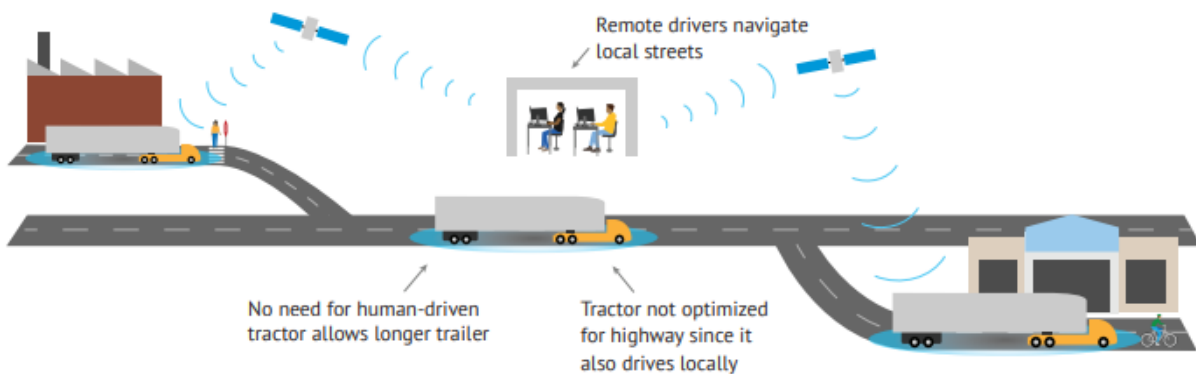 Remote drivers navigate
local streets
No need for human-driven
tractor allows longer trailer
Tractor not optimized
for highway since it
also drives locally